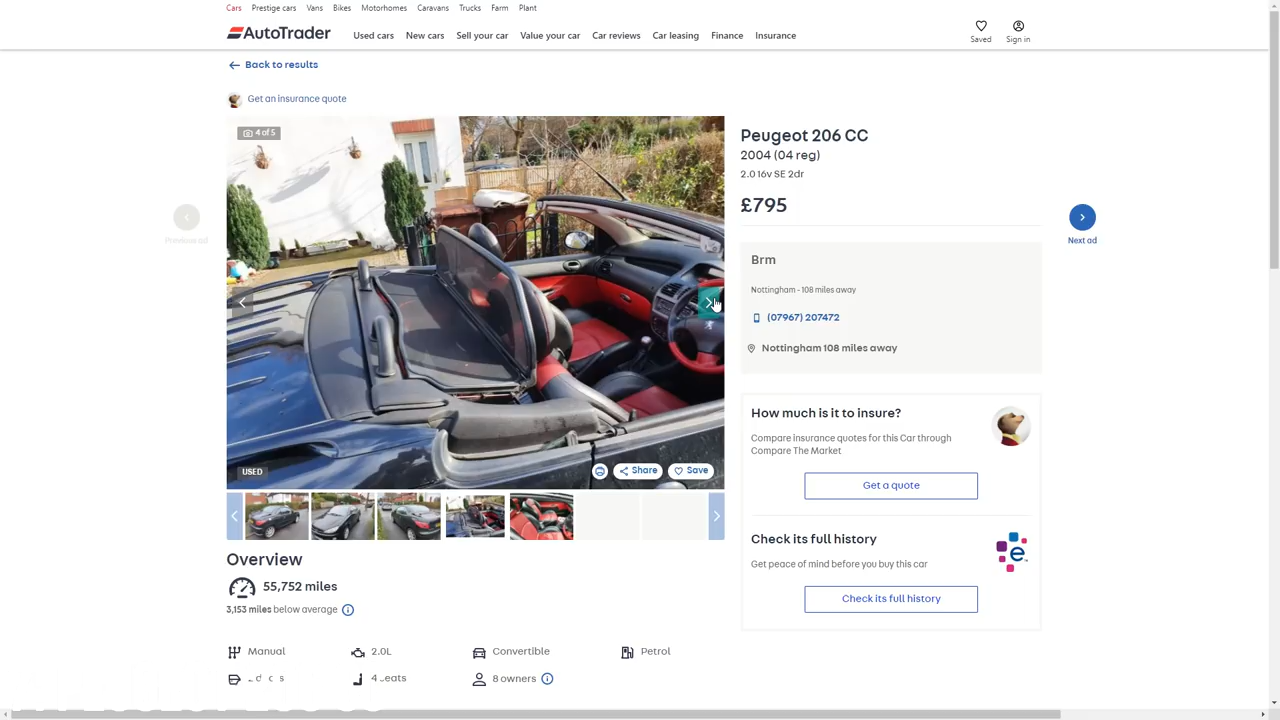 Cars Prestige cars Vans Bikes Motorhomes Caravans Trucks Farm Plant
AutoTrader Used cars New cars Sell your car Value your car Car reviews Car leasing Finance Insurance Saved Sign in
Back to results
Get an insurance quote
4 of 5
USED
Share Save
Previous ad
Peugeot 206 CC
2004 (04 reg)
2.0 16v SE 2dr
£795
Next ad
Brm
Nottingham - 108 miles away
(07967) 207472
Nottingham 108 miles away
How much is it to insure?
Compare insurance quotes for this Car through
Compare The Market
Get a quote
Check its full history
Get peace of mind before you buy this car
Check its full history
Overview
55,752 miles
3,153 miles below average
Manual 2.0L Convertible Petrol
8 owners